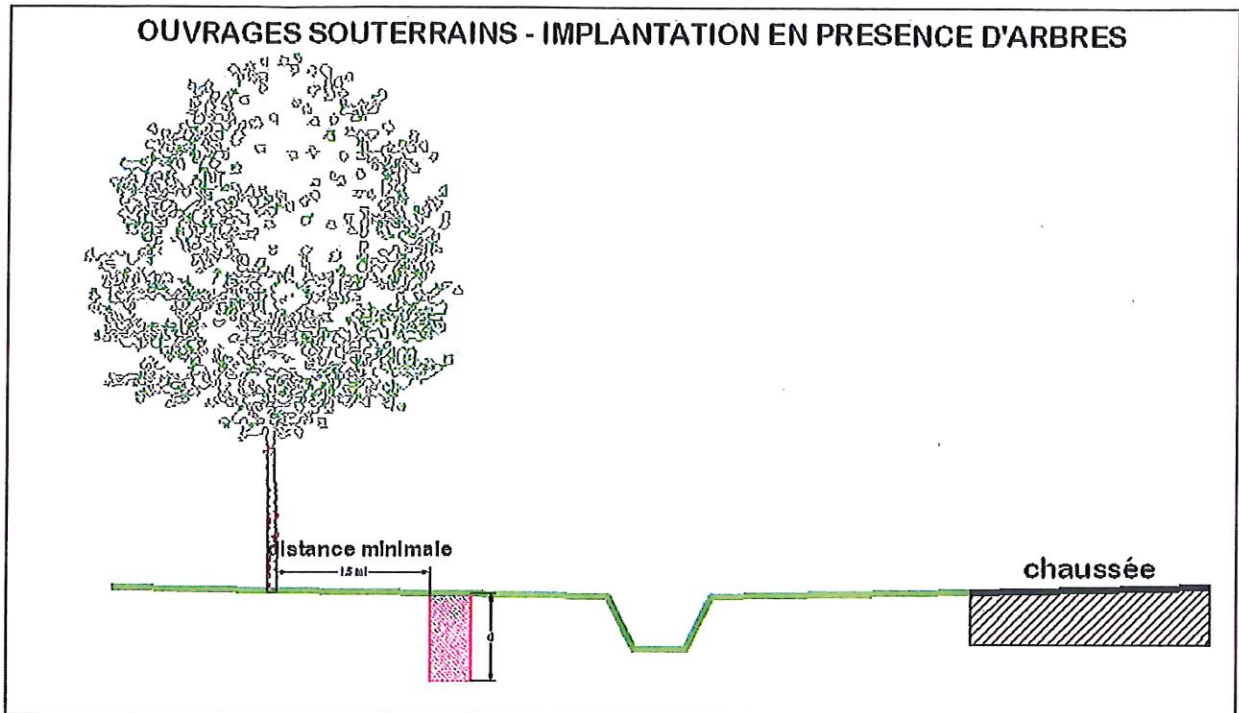 OUVRAGES SOUTERRAINS - IMPLANTATION EN PRESENCE D'ARBRES
distance minimale
1.5 ml
chaussée